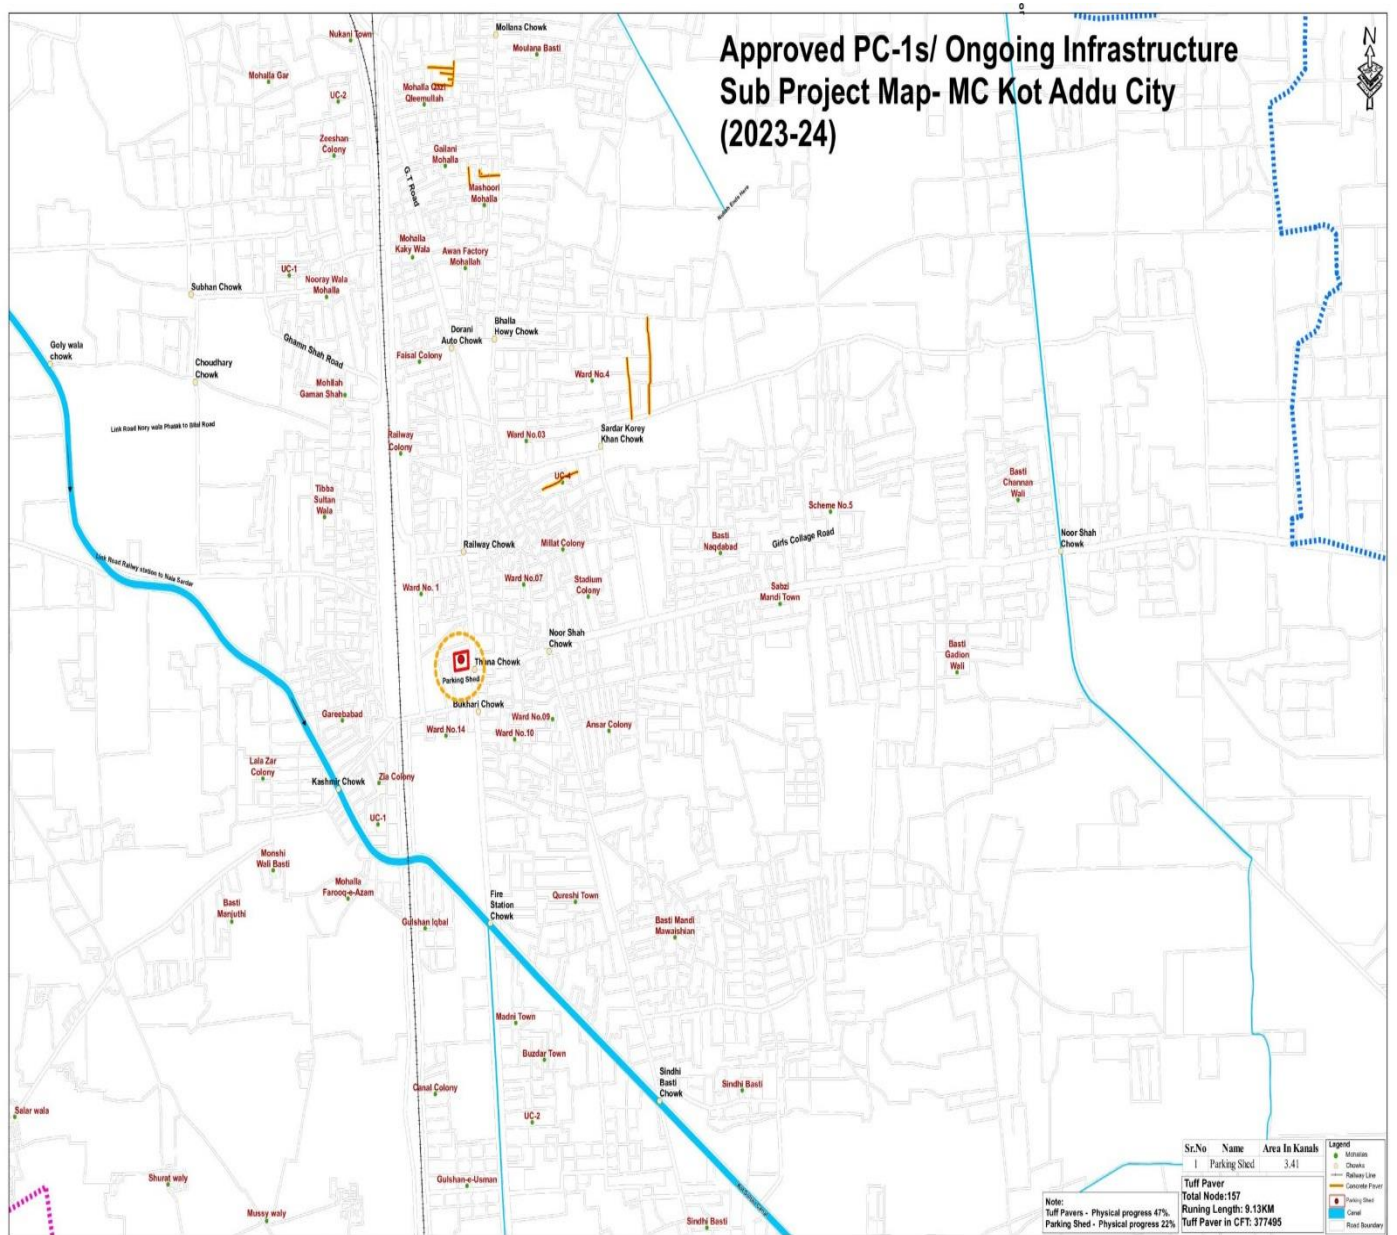 Approved PC-1s/ Ongoing Infrastructure
Sub Project Map- MC Kot Addu City
(2023-24)
N
Mollana Chowk
Nukani Town
Moulana Basti
Mohalla Gar
UC-2
Mohalla Qazi
Qleemullah
Zeeshan
Colony
Gailani
Mohalla
G.T Road
Mashoori
Mohalla
Nullah Ends Here
Mohalla
Kaky Wala
Awan Factory
Mohallah
UC-1
Nooray Wala
Mohalla
Subhan Chowk
Goly wala
chowk
Ghamn Shah Road
Dorani
Auto Chowk
Bhalla
Howy Chowk
Faisal Colony
Choudhary
Chowk
Mohllah
Gaman Shah
Ward No.4
Link Road Nory wala Phatak to Bilal Road
Railway
Colony
Ward No.03
Sardar Korey
Khan Chowk
UC-4
Basti
Channan
Wali
Tibba
Sultan
Wala
Scheme No.5
Railway Chowk
Millat Colony
Basti
Naqdabad
Girls Collage Road
Noor Shah
Chowk
Link Road Railwy station to Nala Sardar
Ward No. 1
Ward No.07
Stadium
Colony
Sabzi
Mandi Town
Noor Shah
Chowk
Thana Chowk
Parking Shed
Basti
Gadion
Wali
Bukhari Chowk
Gareebabad
Ward No.14
Ward No.09
Ward No.10
Ansar Colony
Lala Zar
Colony
Kashmir Chowk
Zia Colony
UC-1
Monshi
Wali Basti
Mohalla
Farooq-e-Azam
Basti
Manjuthi
Gulshan Iqbal
Fire
Station
Chowk
Qureshi Town
Basti Mandi
Mawaishian
Madni Town
Buzdar Town
Canal Colony
UC-2
Sindhi
Basti
Chowk
Sindhi Basti
Salar wala
Shurat waly
Gulshan-e-Usman
Mussy waly
Sindhi Basti
Note:
Tuff Pavers - Physical progress 47%.
Parking Shed - Physical progress 22%
Sr.No Name Area In Kanals
1 Parking Shed 3.41
Tuff Paver
Total Node:157
Runing Length: 9.13KM
Tuff Paver in CFT: 377495
Legend
Mohallas
Chowks
Railway Line
Concrete Paver
Parking Shed
Canal
Road Boundary